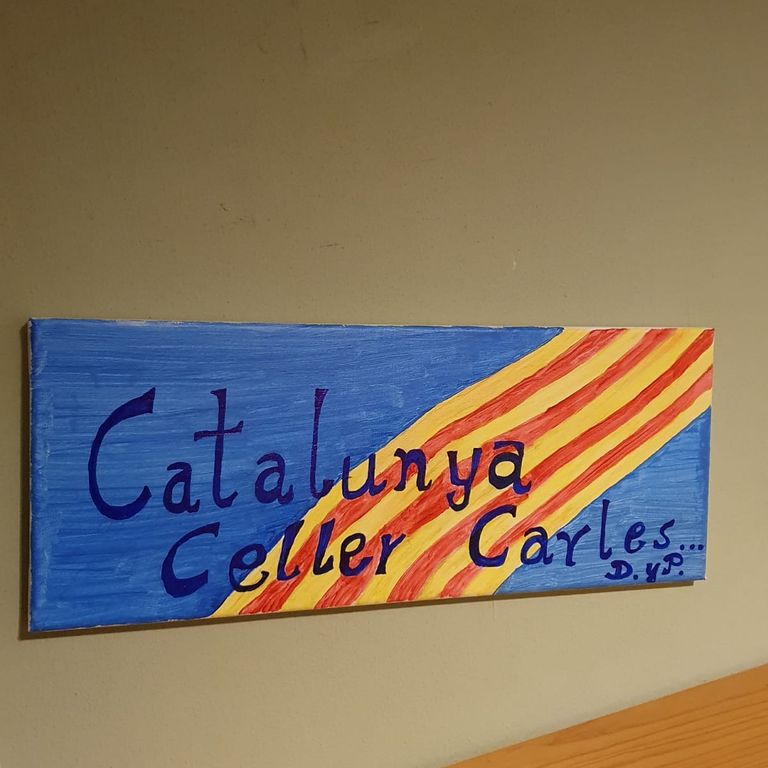 Catalunya
Celler Carles...
D. y P.